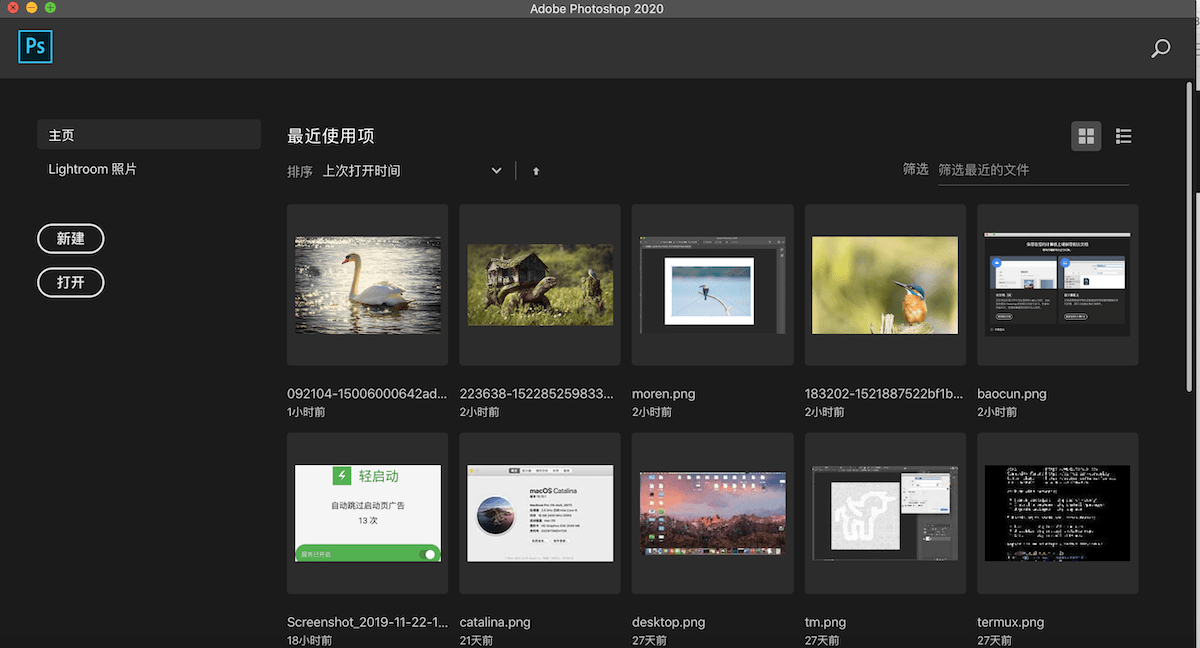 Adobe Photoshop 2020
Ps
主页
Lightroom 照片
新建
打开
最近使用项
排序 上次打开时间
筛选 筛选最近的文件
092104-15006000642ad...
1小时前
223638-152285259833...
2小时前
moren.png
2小时前
183202-1521887522bf1b...
2小时前
baocun.png
2小时前
轻启动
自动跳过启动页广告
13 次
服务已开启
macOS Catalina
Screenshot_2019-11-22-1...
18小时前
catalina.png
21天前
desktop.png
27天前
tm.png
27天前
termux.png
27天前